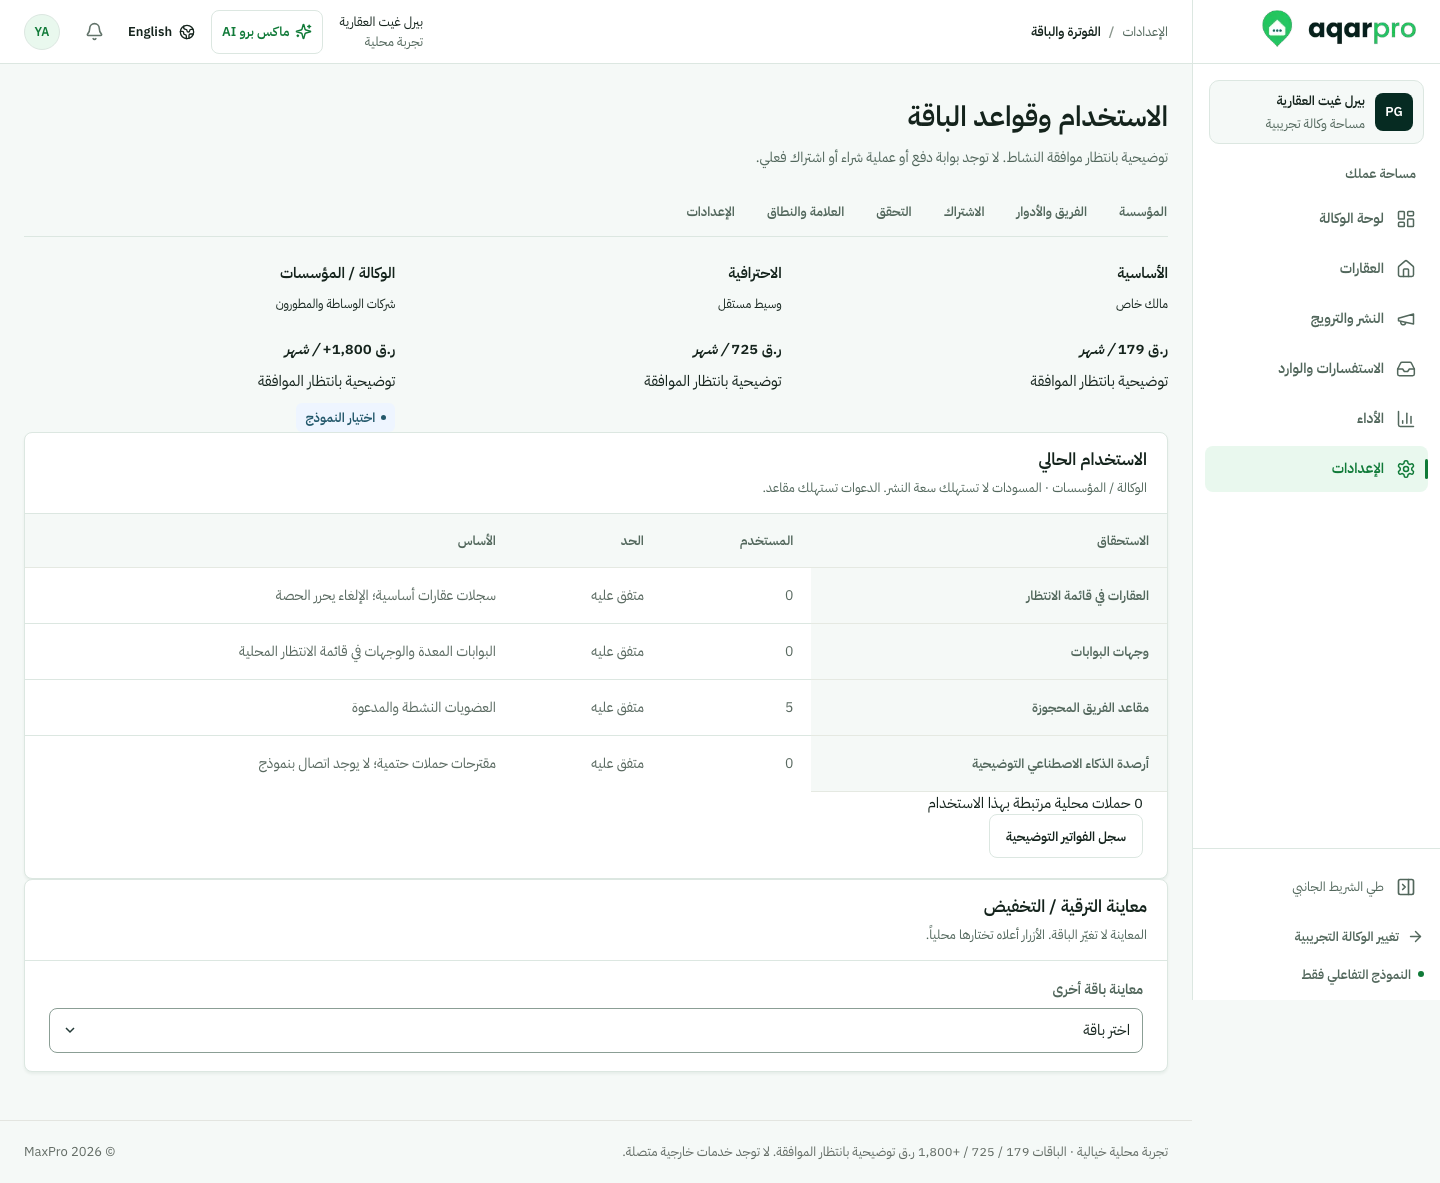 aqarpro
الإعدادات / الفوترة والباقة
بيرل غيت العقارية
تجربة محلية
ماكس برو AI
English
YA
PG
بيرل غيت العقارية
مساحة وكالة تجريبية
مساحة عملك
لوحة الوكالة
العقارات
النشر والترويج
الاستفسارات والوارد
الأداء
الإعدادات
طي الشريط الجانبي
تغيير الوكالة التجريبية
النموذج التفاعلي فقط
الاستخدام وقواعد الباقة
توضيحية بانتظار موافقة النشاط. لا توجد بوابة دفع أو عملية شراء أو اشتراك فعلي.
المؤسسة الفريق والأدوار الاشتراك التحقق العلامة والنطاق الإعدادات
الأساسية
مالك خاص
ر.ق 179 / شهر
توضيحية بانتظار الموافقة
الاحترافية
وسيط مستقل
ر.ق 725 / شهر
توضيحية بانتظار الموافقة
الوكالة / المؤسسات
شركات الوساطة والمطورون
ر.ق 1,800+ / شهر
توضيحية بانتظار الموافقة
• اختيار النموذج
الاستخدام الحالي
الوكالة / المؤسسات · المسودات لا تستهلك سعة النشر. الدعوات تستهلك مقاعد.
الاستحقاق المستخدم الحد الأساس
العقارات في قائمة الانتظار 0 متفق عليه سجلات عقارات أساسية؛ الإلغاء يحرر الحصة
وجهات البوابات 0 متفق عليه البوابات المعدة والوجهات في قائمة الانتظار المحلية
مقاعد الفريق المحجوزة 5 متفق عليه العضويات النشطة والمدعوة
أرصدة الذكاء الاصطناعي التوضيحية 0 متفق عليه مقترحات حملات حتمية؛ لا يوجد اتصال بنموذج
0 حملات محلية مرتبطة بهذا الاستخدام
سجل الفواتير التوضيحية
معاينة الترقية / التخفيض
المعاينة لا تغيّر الباقة. الأزرار أعلاه تختارها محلياً.
معاينة باقة أخرى
اختر باقة
تجربة محلية خيالية · الباقات 179 / 725 / +1,800 ر.ق توضيحية بانتظار الموافقة. لا توجد خدمات خارجية متصلة.
MaxPro 2026 ©